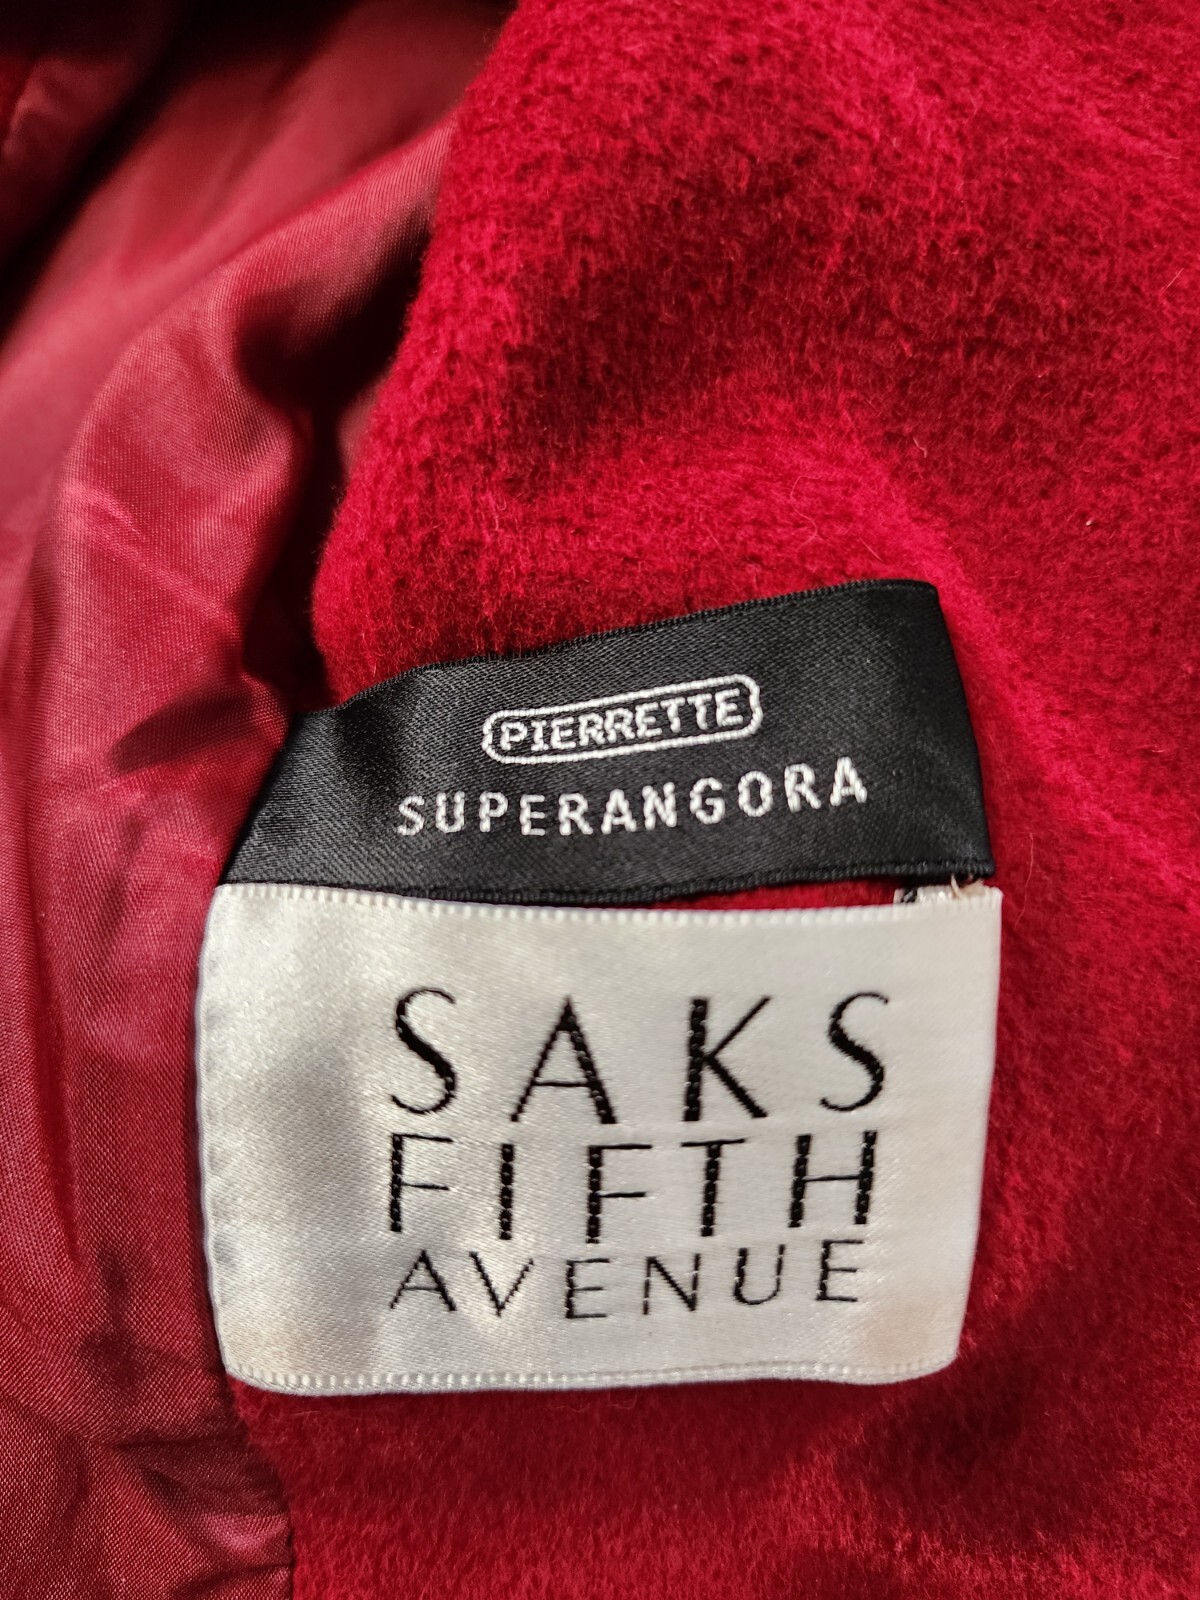 PIERRETTE
SUPERANGORA
SAKS
FIFTH
AVENUE